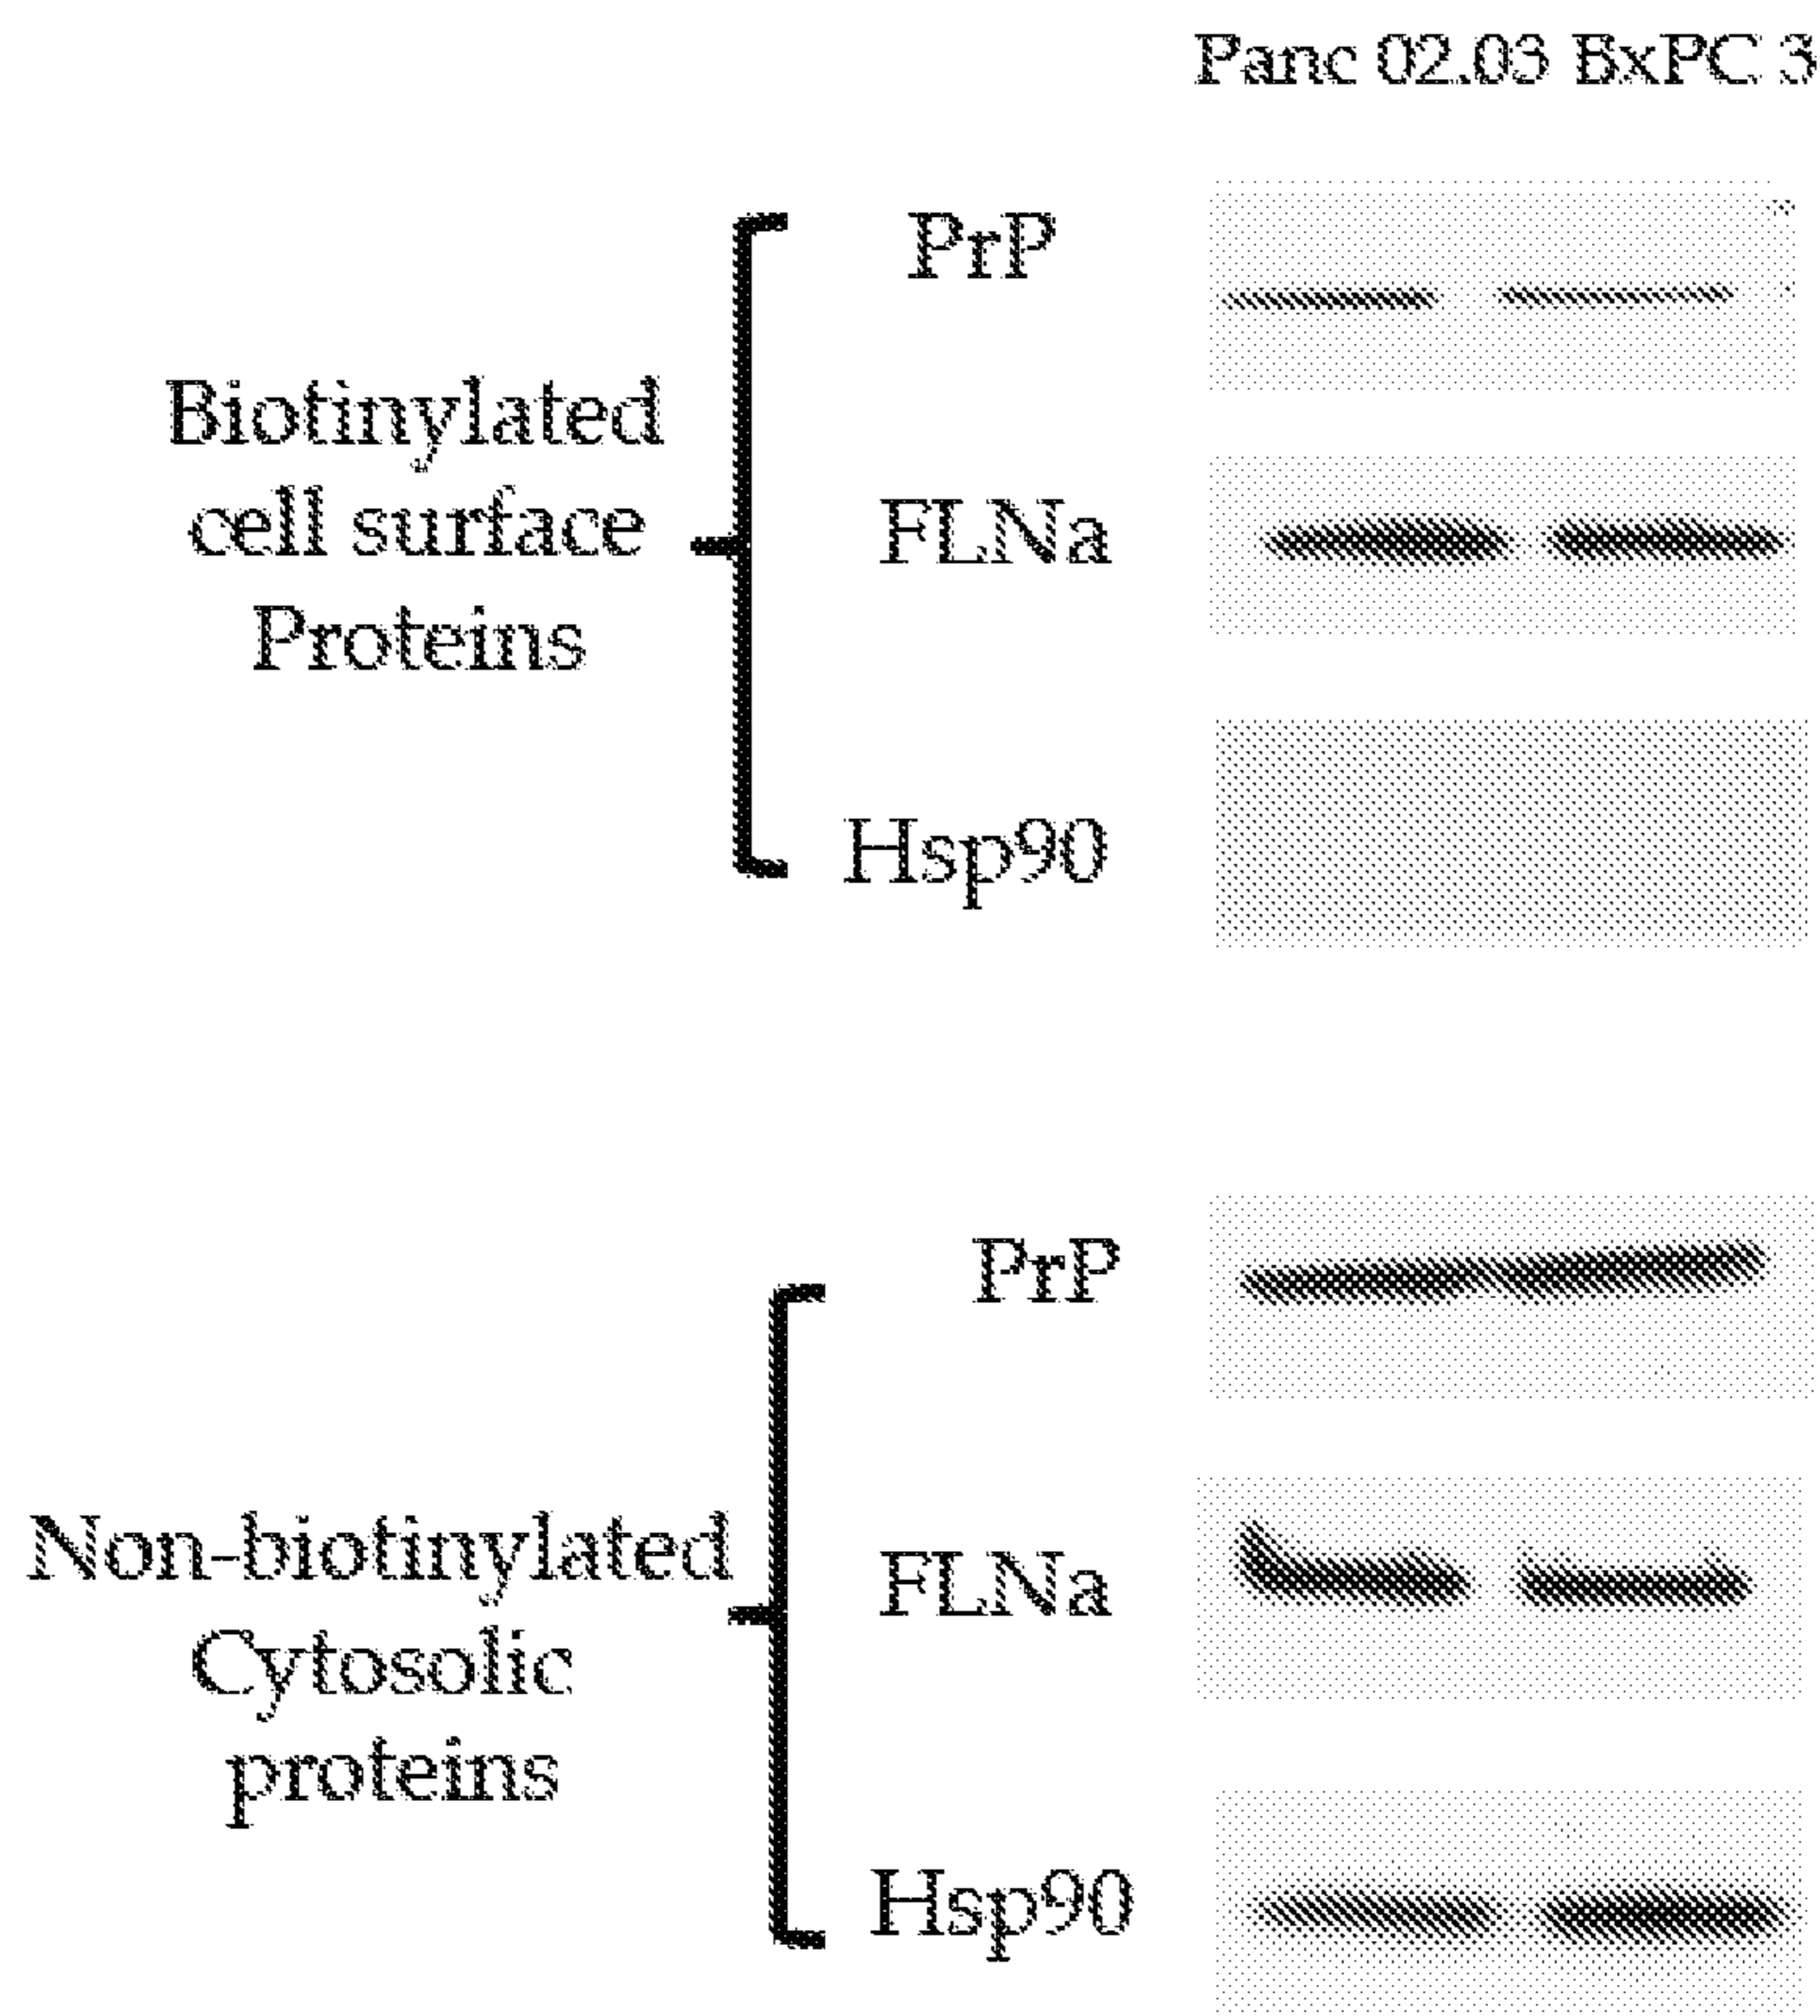 Panc 02.03 BxPC 3
PrP
Biotinylated
cell surface
Proteins
FLNa
Hsp90
PrP
Non-biotinylated
Cytosolic
proteins
FLNa
Hsp90